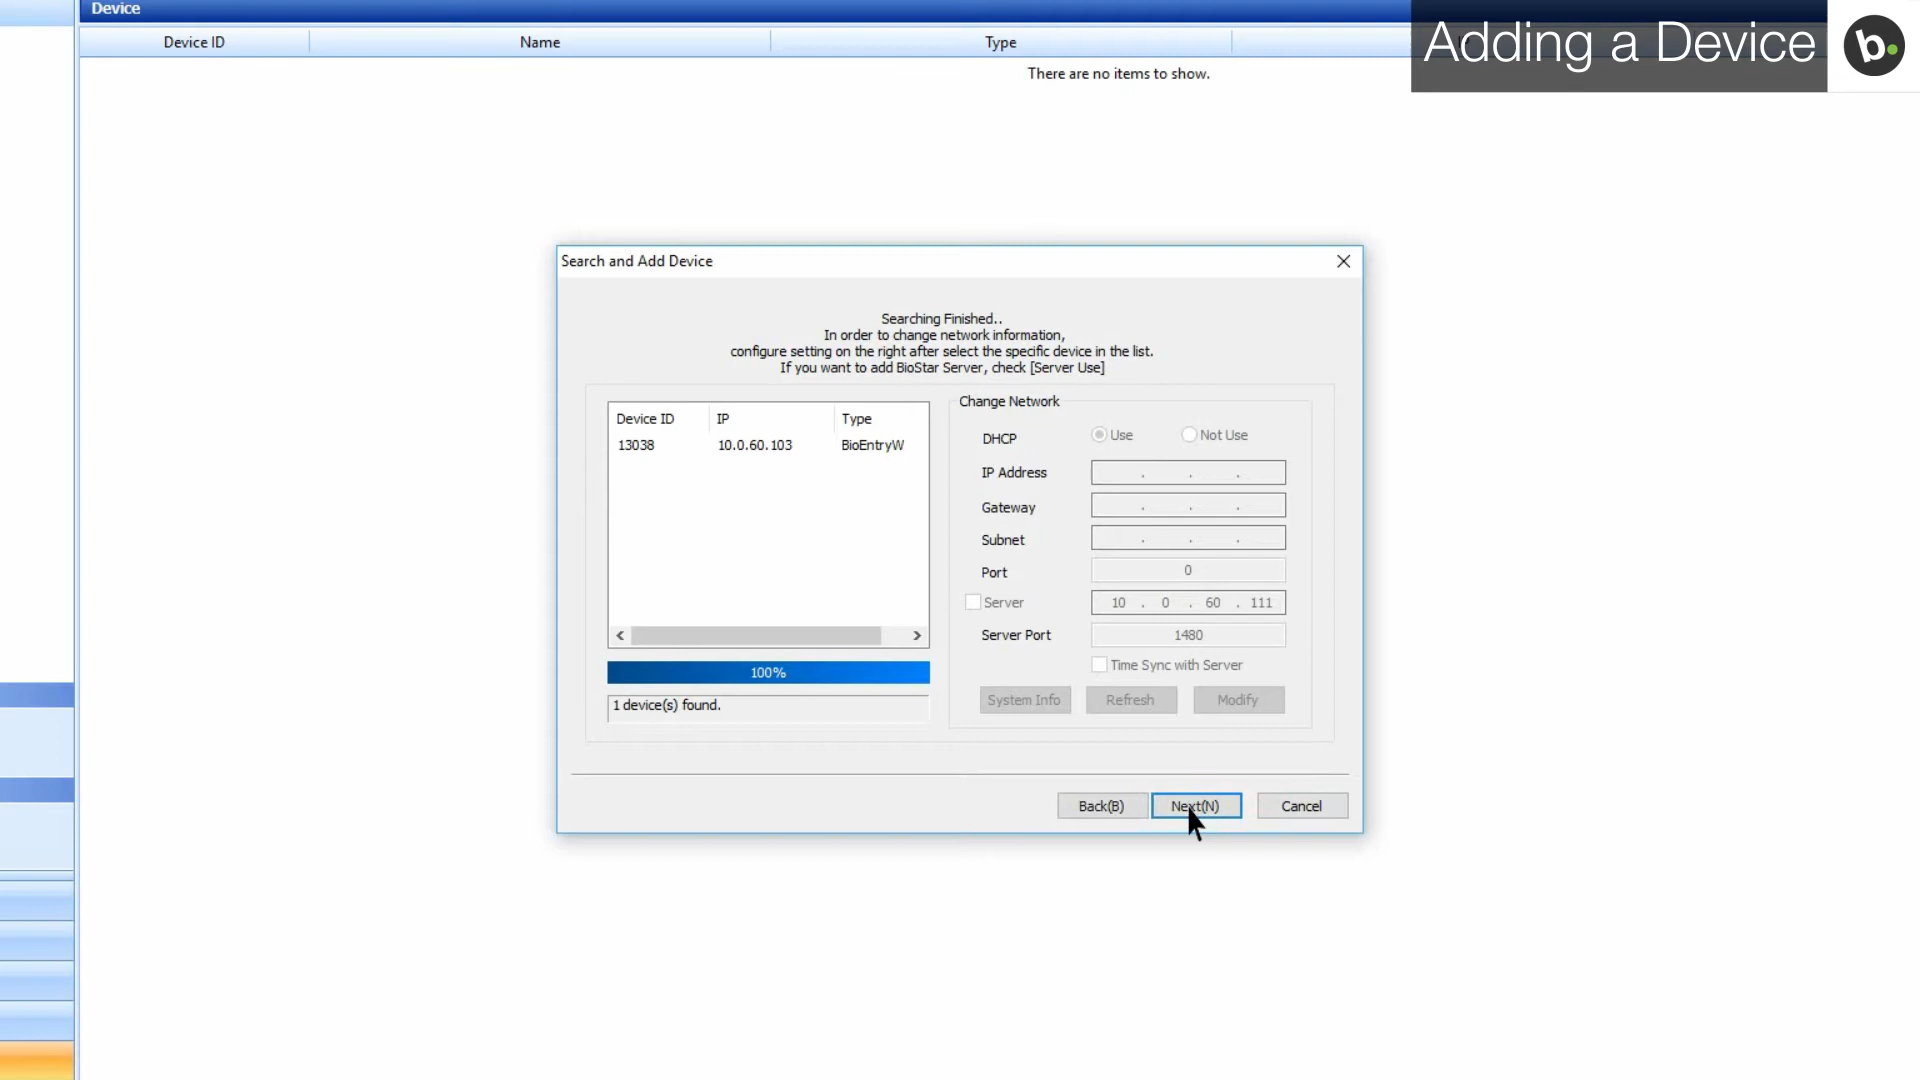 Device
Adding a Device
b.
Device ID Name Type
There are no items to show.
Search and Add Device
Searching Finished..
In order to change network information,
configure setting on the right after select the specific device in the list.
If you want to add BioStar Server, check [Server Use]
Device ID IP Type
13038 10.0.60.103 BioEntryW
100%
1 device(s) found.
Change Network
DHCP Use Not Use
IP Address . . .
Gateway . . .
Subnet . . .
Port 0
Server 10 . 0 . 60 . 111
Server Port 1480
Time Sync with Server
System Info Refresh Modify
Back(B) Next(N) Cancel